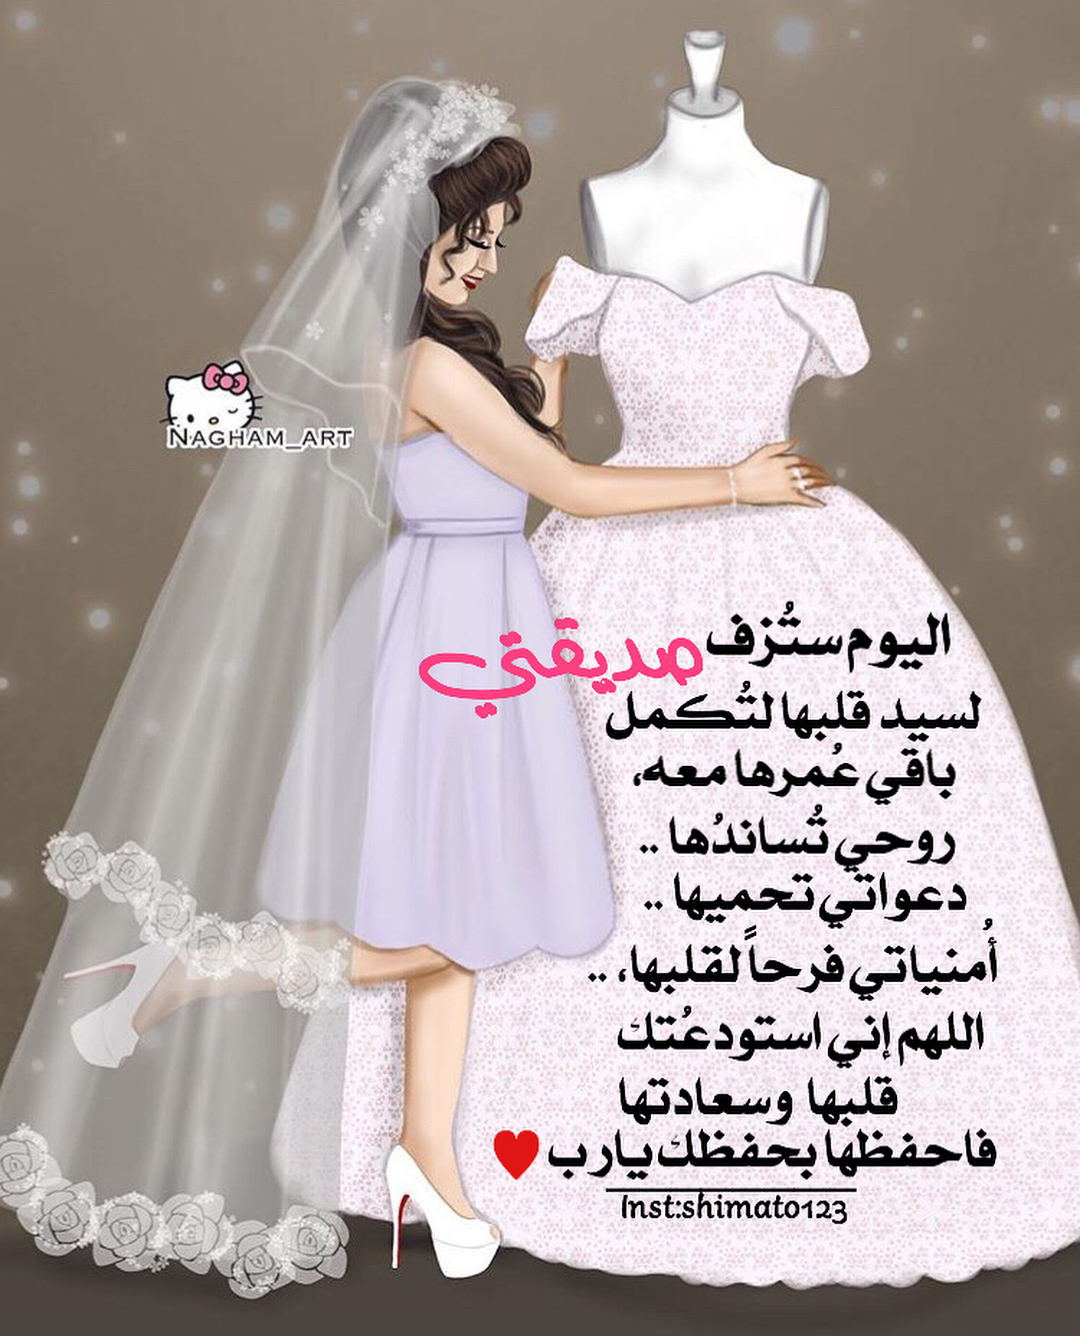 NAGHAM_ART
اليوم ستُزف صديقتي
لسيد قلبها لتُكمل
باقي عُمرها معه،
روحي تُساندُها ..
دعواتي تحميها ..
أُمنياتي فرحاً لقلبها، ..
اللهم إني استودعُتك
قلبها وسعادتها
فاحفظها بحفظك يارب ♥
Inst:shimato123